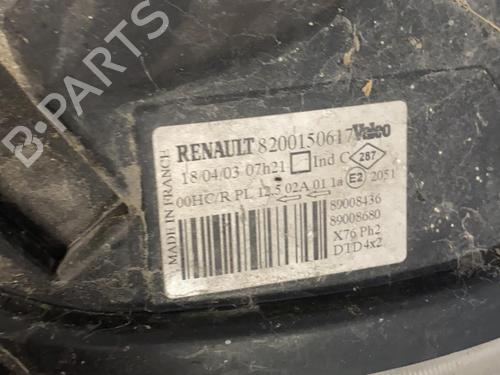 B-PARTS
MADE IN FRANCE
RENAULT 8200150617 Valeo
18/04/03 07h21 Ind C 287
00HC/R PL 12.5 02A 01 1a E2 2051
89008436
89008680
X76 Ph2
DTD 4x2